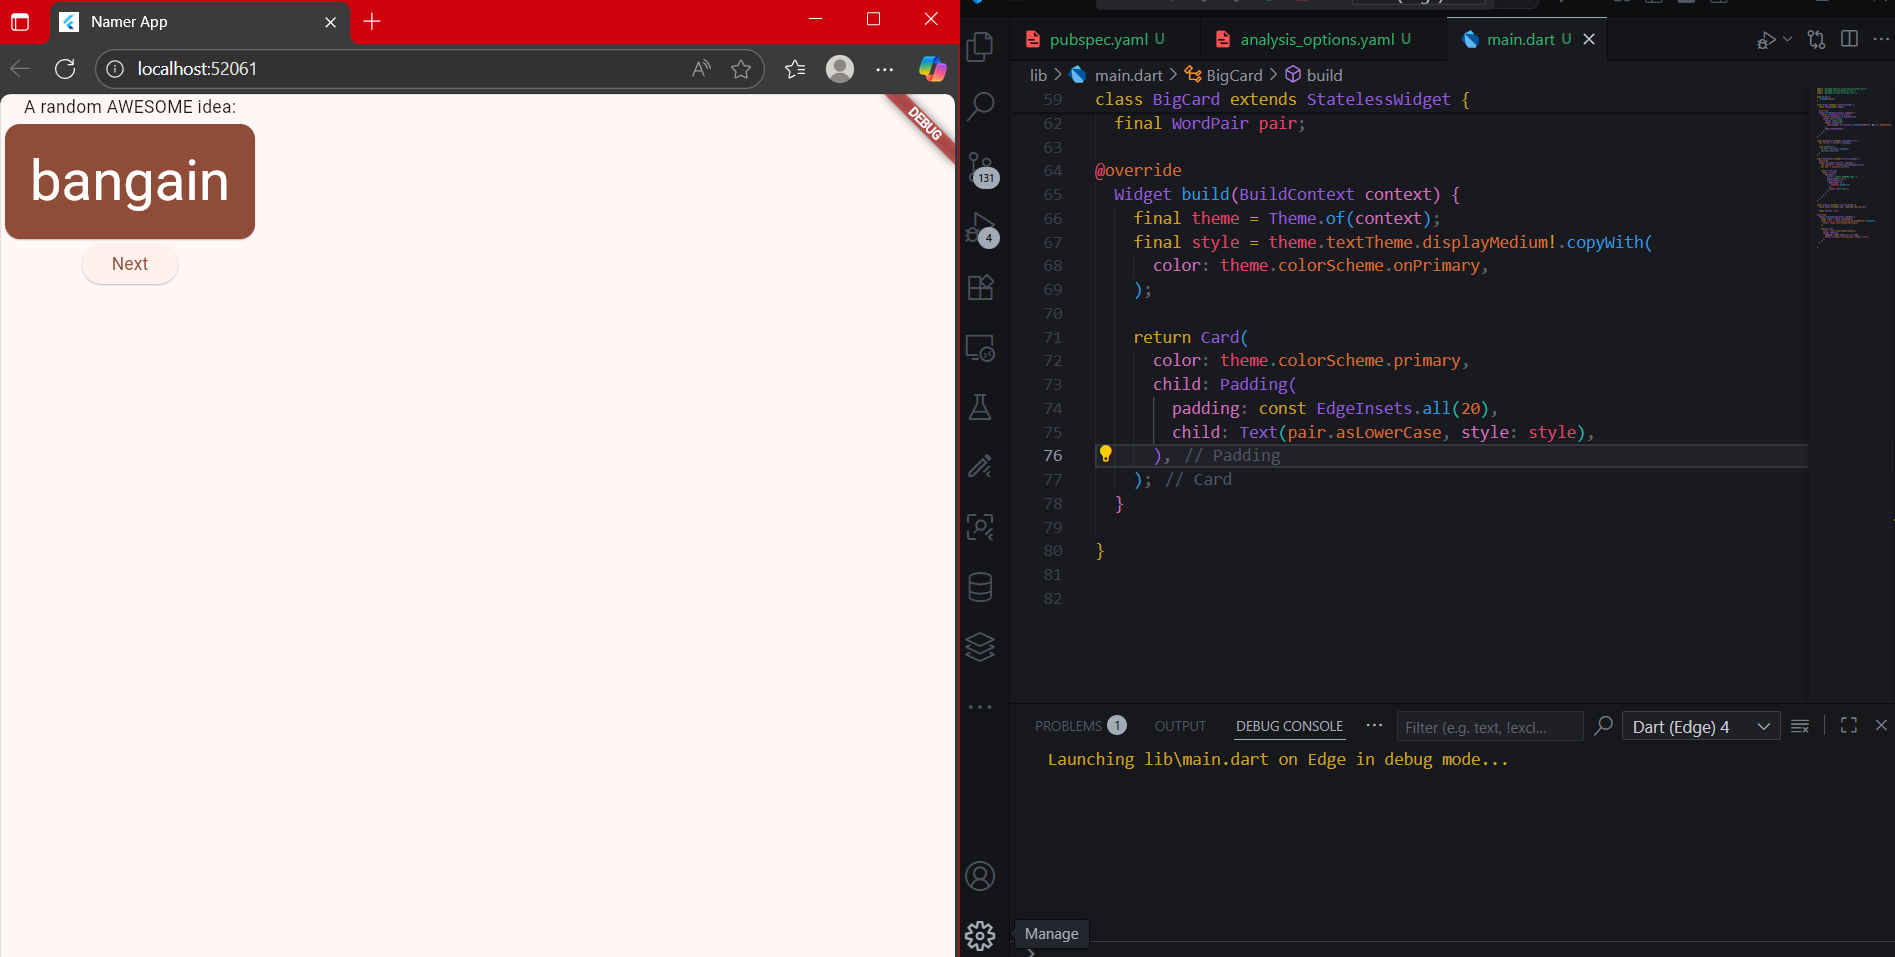 Namer App
localhost:52061
A random AWESOME idea:
DEBUG
bangain
Next
131
4
pubspec.yaml U
analysis_options.yaml U
main.dart U
lib > main.dart > BigCard > build
59 class BigCard extends StatelessWidget {
62 final WordPair pair;
63
64 @override
65 Widget build(BuildContext context) {
66 final theme = Theme.of(context);
67 final style = theme.textTheme.displayMedium!.copyWith(
68 color: theme.colorScheme.onPrimary,
69 );
70
71 return Card(
72 color: theme.colorScheme.primary,
73 child: Padding(
74 padding: const EdgeInsets.all(20),
75 child: Text(pair.asLowerCase, style: style),
76 ), // Padding
77 ); // Card
78 }
79
80 }
81
82
PROBLEMS 1 OUTPUT DEBUG CONSOLE ... Filter (e.g. text, !excl... Dart (Edge) 4
Launching lib\main.dart on Edge in debug mode...
Manage